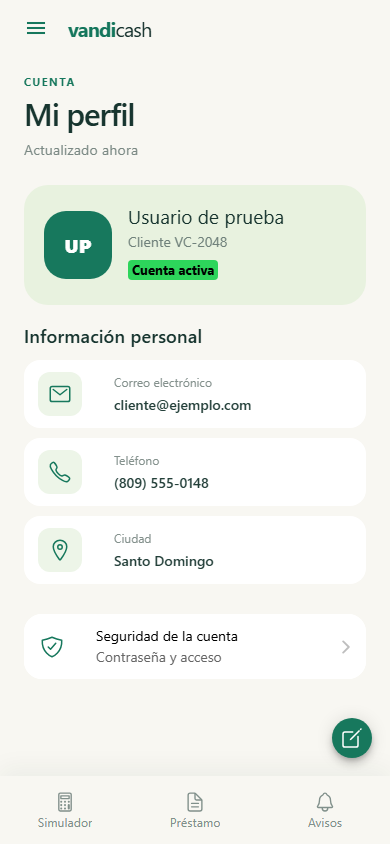 vandicash
CUENTA
Mi perfil
Actualizado ahora
UP
Usuario de prueba
Cliente VC-2048
Cuenta activa
Información personal
Correo electrónico
cliente@ejemplo.com
Teléfono
(809) 555-0148
Ciudad
Santo Domingo
Seguridad de la cuenta
Contraseña y acceso
Simulador
Préstamo
Avisos